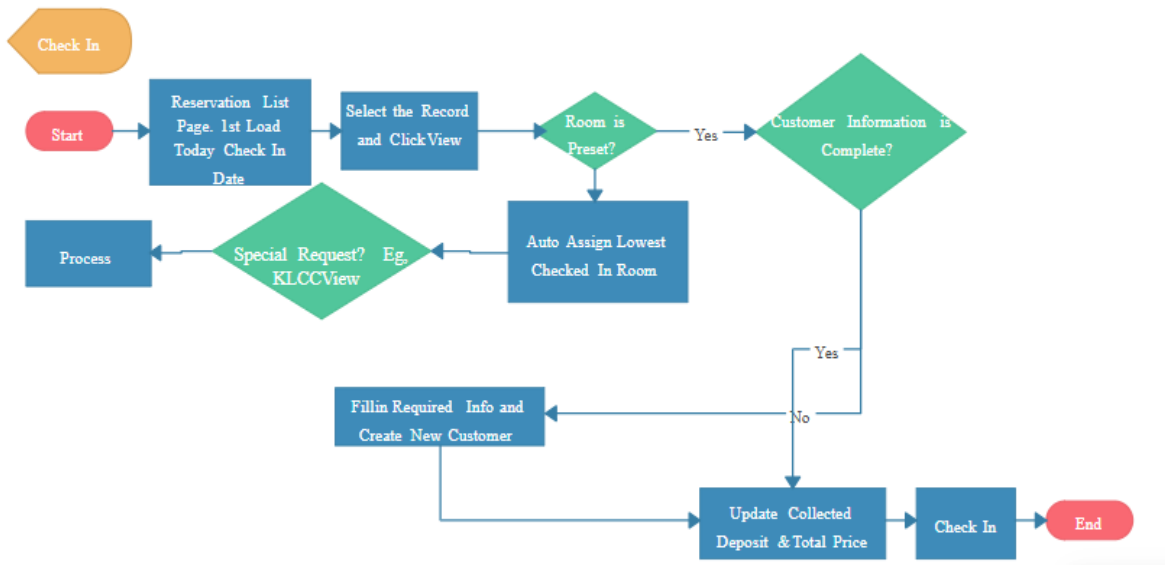 Check In
Start
Reservation List
Page. 1st Load
Today Check In
Date
Select the Record
and ClickView
Room is
Preset?
Yes
Customer Information is
Complete?
Process
Special Request? Eg,
KLCCView
Auto Assign Lowest
Checked In Room
Yes
No
Fillin Required Info and
Create New Customer
Update Collected
Deposit & Total Price
Check In
End